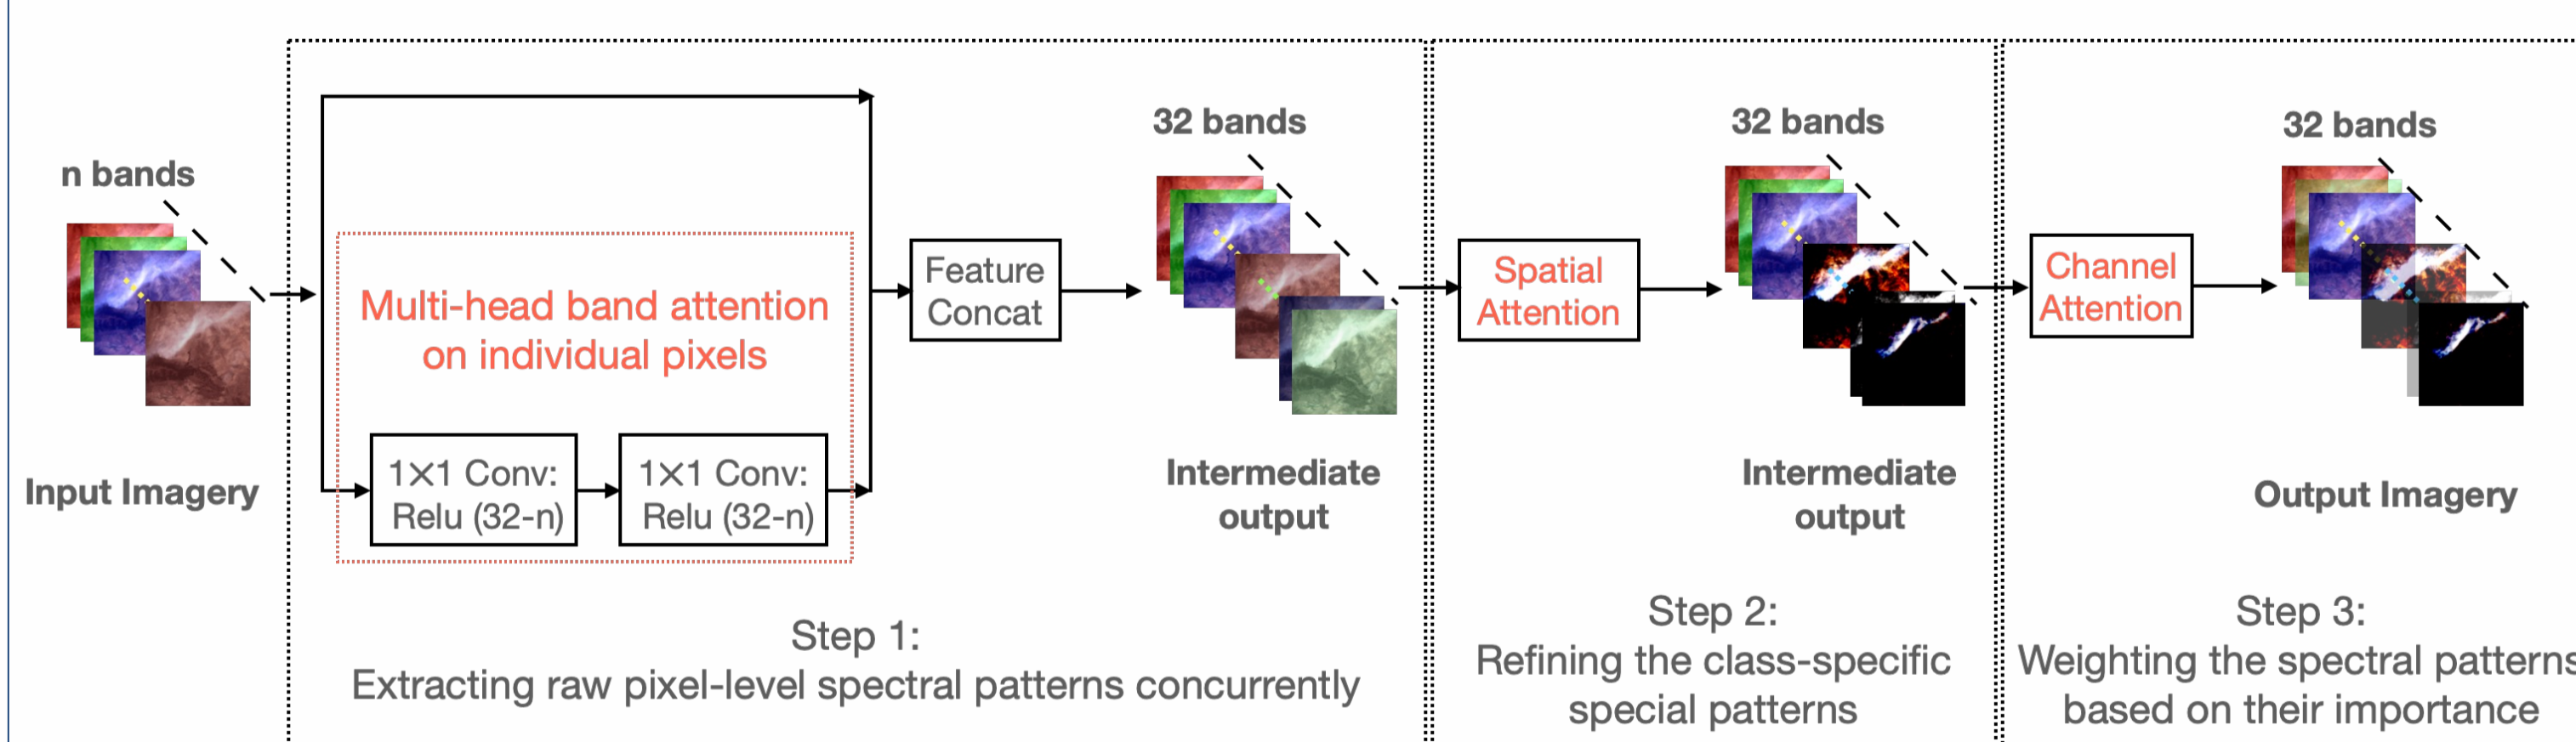 n bands
Input Imagery
Multi-head band attention
on individual pixels
1×1 Conv:
Relu (32-n)
1×1 Conv:
Relu (32-n)
Feature
Concat
32 bands
Intermediate
output
Step 1:
Extracting raw pixel-level spectral patterns concurrently
Spatial
Attention
32 bands
Intermediate
output
Step 2:
Refining the class-specific
special patterns
Channel
Attention
32 bands
Output Imagery
Step 3:
Weighting the spectral patterns
based on their importance